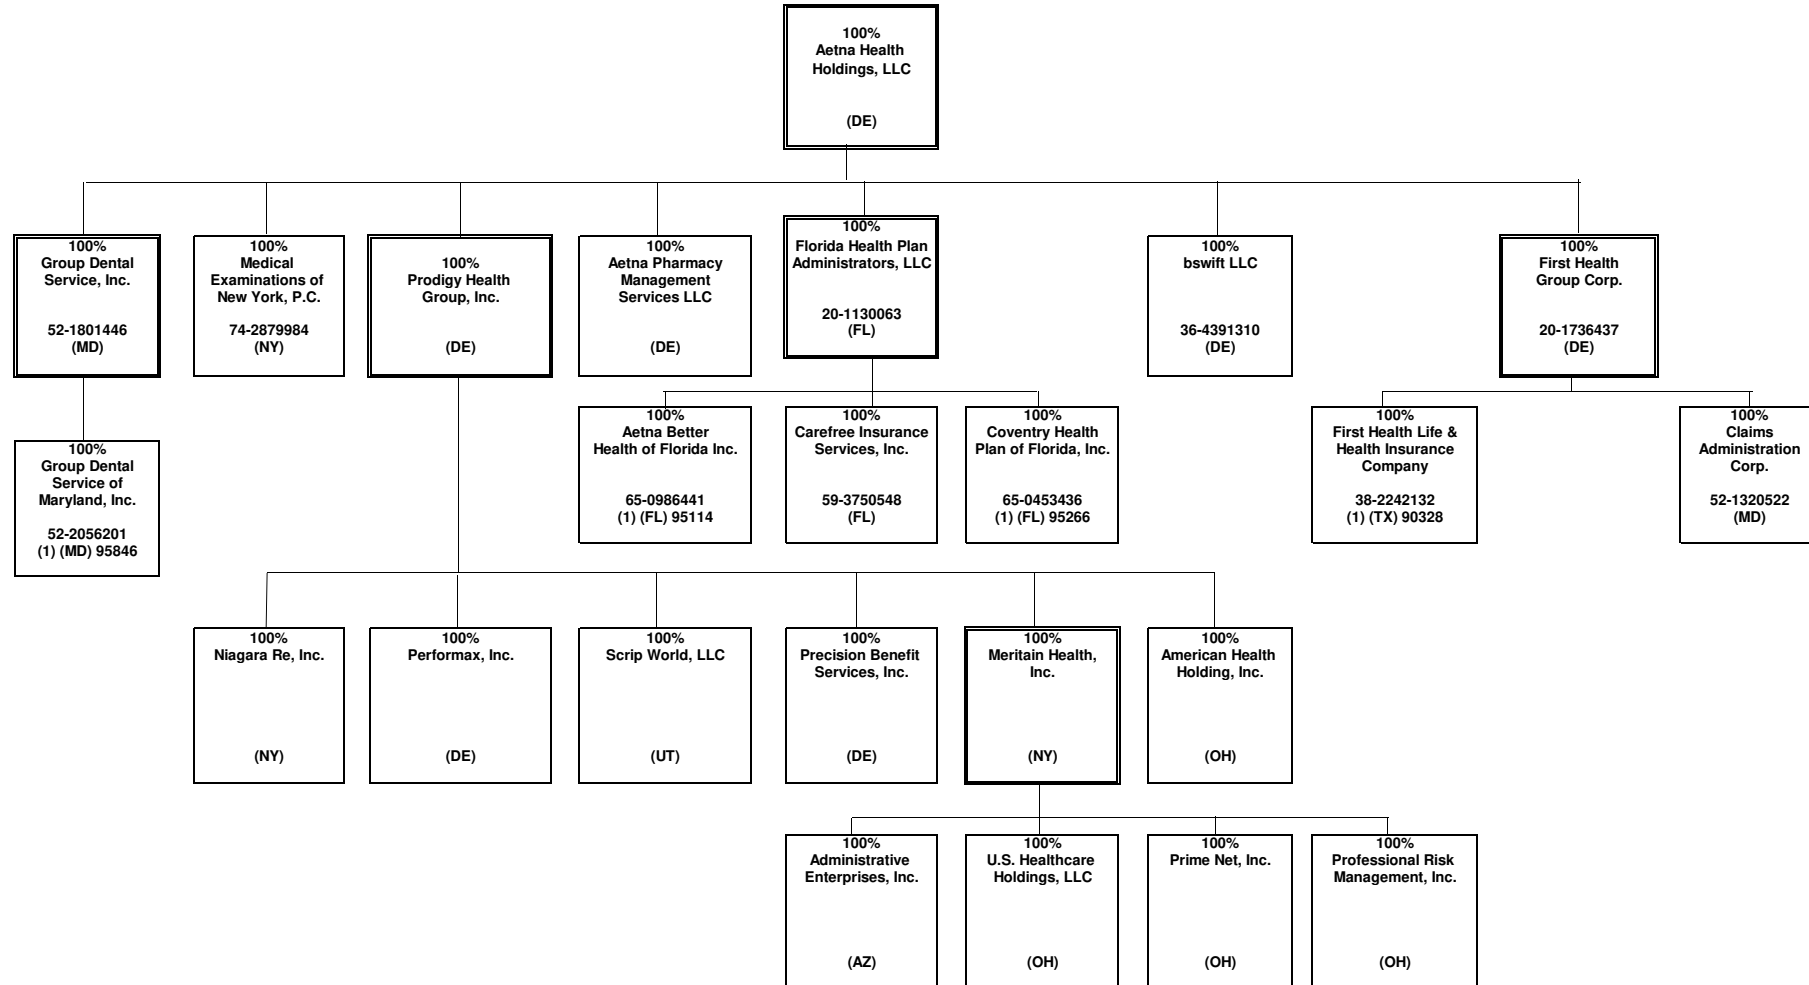 100%
Aetna Health
Holdings, LLC
(DE)
100%
Group Dental
Service, Inc.
52-1801446
(MD)
100%
Medical
Examinations of
New York, P.C.
74-2879984
(NY)
100%
Prodigy Health
Group, Inc.
(DE)
100%
Aetna Pharmacy
Management
Services LLC
(DE)
100%
Florida Health Plan
Administrators, LLC
20-1130063
(FL)
100%
bswift LLC
36-4391310
(DE)
100%
First Health
Group Corp.
20-1736437
(DE)
100%
Group Dental
Service of
Maryland, Inc.
52-2056201
(1) (MD) 95846
100%
Aetna Better
Health of Florida Inc.
65-0986441
(1) (FL) 95114
100%
Carefree Insurance
Services, Inc.
59-3750548
(FL)
100%
Coventry Health
Plan of Florida, Inc.
65-0453436
(1) (FL) 95266
100%
First Health Life &
Health Insurance
Company
38-2242132
(1) (TX) 90328
100%
Claims
Administration
Corp.
52-1320522
(MD)
100%
Niagara Re, Inc.
(NY)
100%
Performax, Inc.
(DE)
100%
Scrip World, LLC
(UT)
100%
Precision Benefit
Services, Inc.
(DE)
100%
Meritain Health,
Inc.
(NY)
100%
American Health
Holding, Inc.
(OH)
100%
Administrative
Enterprises, Inc.
(AZ)
100%
U.S. Healthcare
Holdings, LLC
(OH)
100%
Prime Net, Inc.
(OH)
100%
Professional Risk
Management, Inc.
(OH)